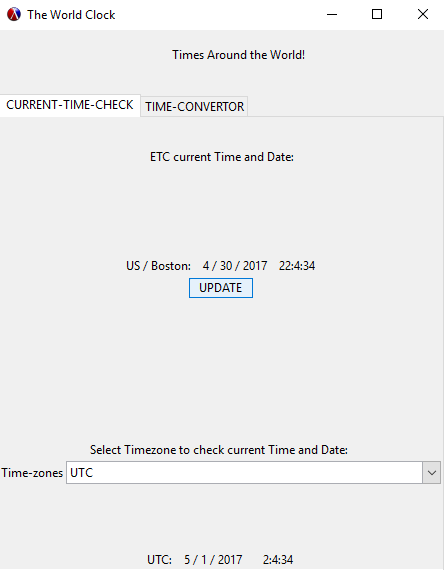 The World Clock
Times Around the World!
CURRENT-TIME-CHECK TIME-CONVERTOR
ETC current Time and Date:
US / Boston: 4 / 30 / 2017 22:4:34
UPDATE
Select Timezone to check current Time and Date:
Time-zones UTC
UTC: 5 / 1 / 2017 2:4:34